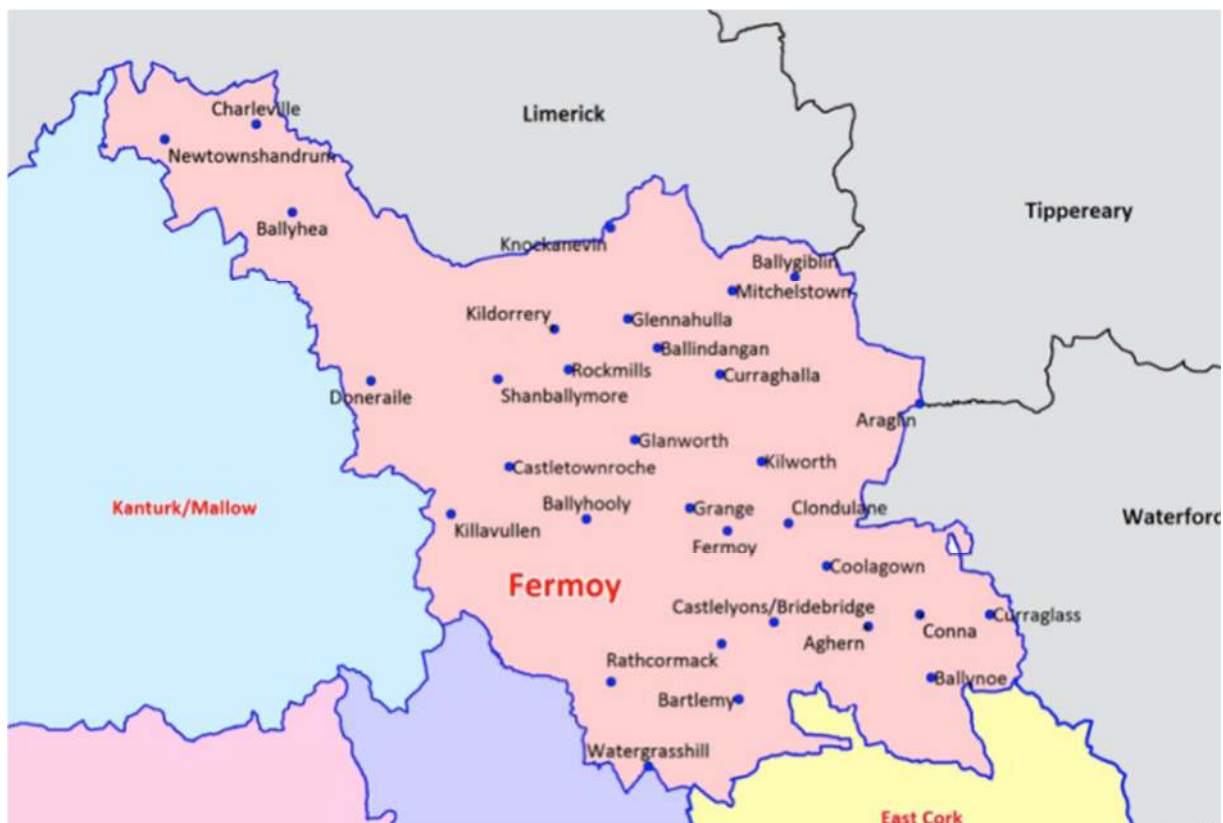 Charleville
Limerick
Newtownshandrum
Tippereary
Ballyhea
Knockanevin
Ballygiblin
Mitchelstown
Kildorrery
Glennahulla
Ballindangan
Rockmills
Curraghalla
Doneraile
Shanballymore
Araglin
Glanworth
Castletownroche
Kilworth
Kanturk/Mallow
Ballyhooly
Grange
Clondulane
Waterford
Killavullen
Fermoy
Coolagown
Fermoy
Castlelyons/Bridebridge
Curraglass
Conna
Aghern
Rathcormack
Ballynoe
Bartlemy
Watergrasshill
East Cork